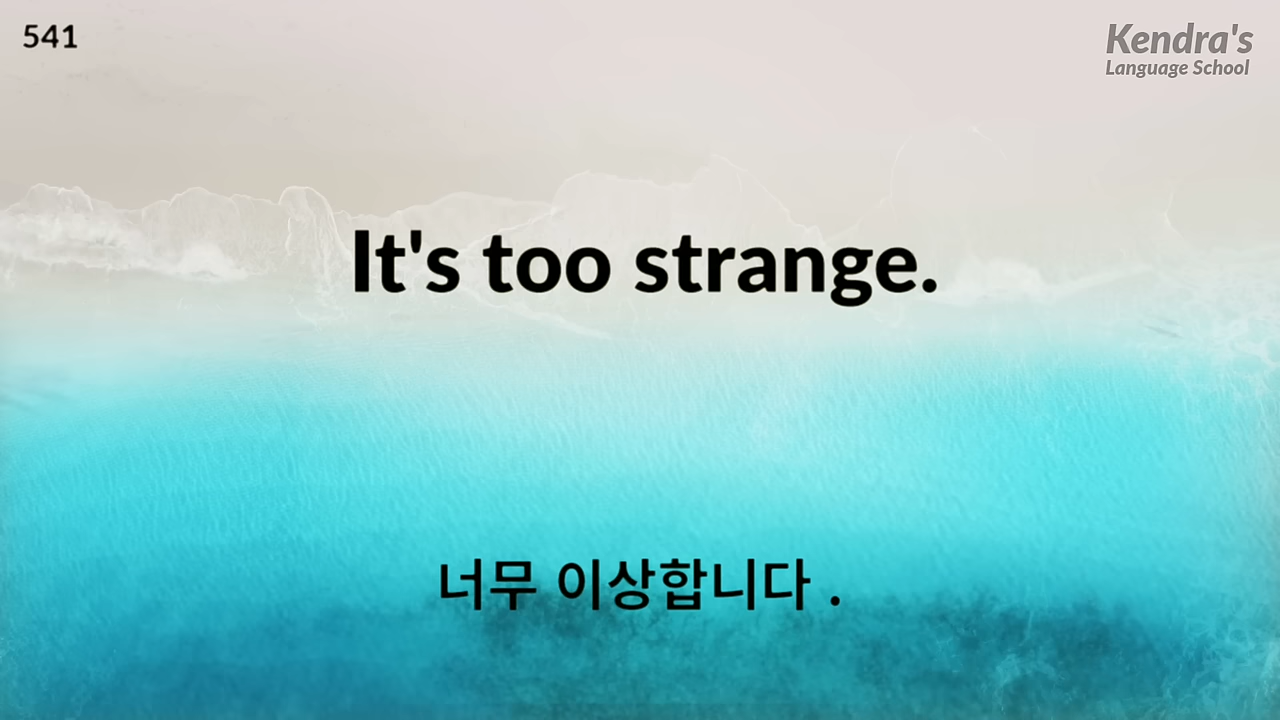 541
Kendra's
Language School
It's too strange.
너무 이상합니다 .